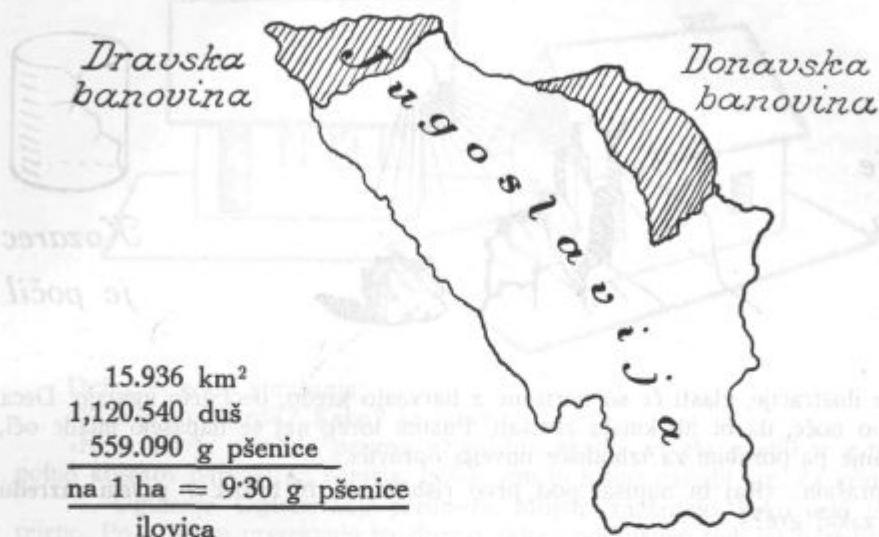 Dravska
banovina
Donavska
banovina
Jugoslavija
15.936 km²
1,120.540 duš
559.090 g pšenice
na 1 ha = 9·30 g pšenice
ilovica